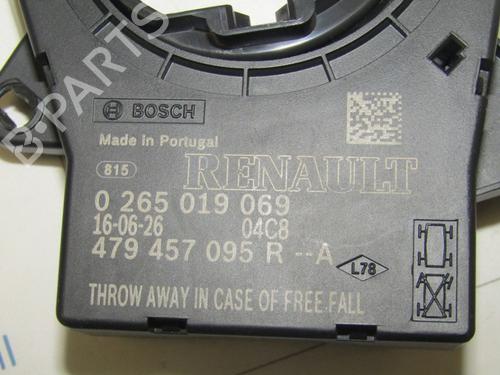 B-PARTS
BOSCH
Made in Portugal
815
RENAULT
0 265 019 069
16-06-26 04C8
479 457 095 R --A
L78
THROW AWAY IN CASE OF FREE FALL